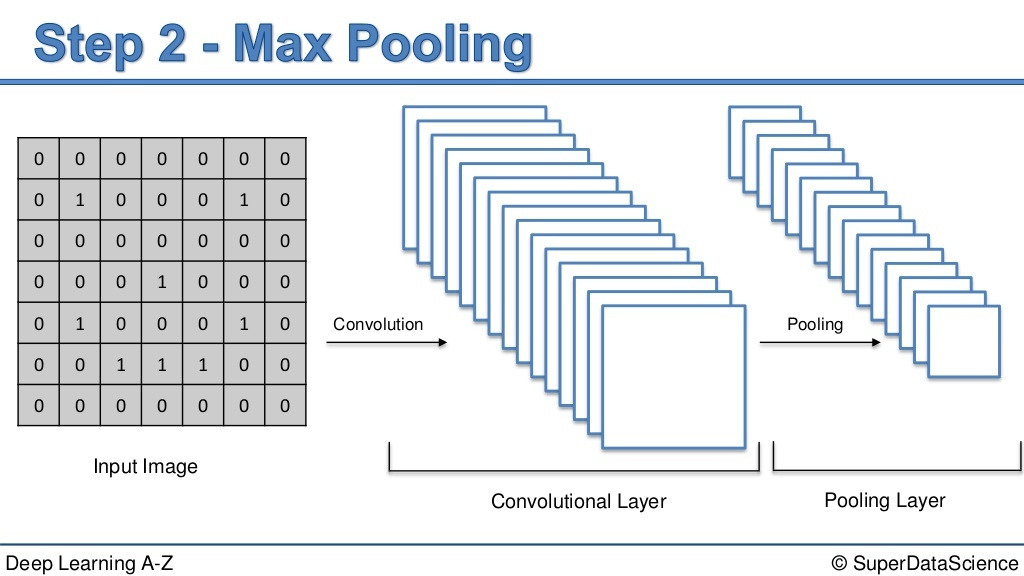 Step 2 - Max Pooling
0 0 0 0 0 0 0
0 1 0 0 0 1 0
0 0 0 0 0 0 0
0 0 0 1 0 0 0
0 1 0 0 0 1 0
0 0 1 1 1 0 0
0 0 0 0 0 0 0
Input Image
Convolution
Convolutional Layer
Pooling
Pooling Layer
Deep Learning A-Z
© SuperDataScience